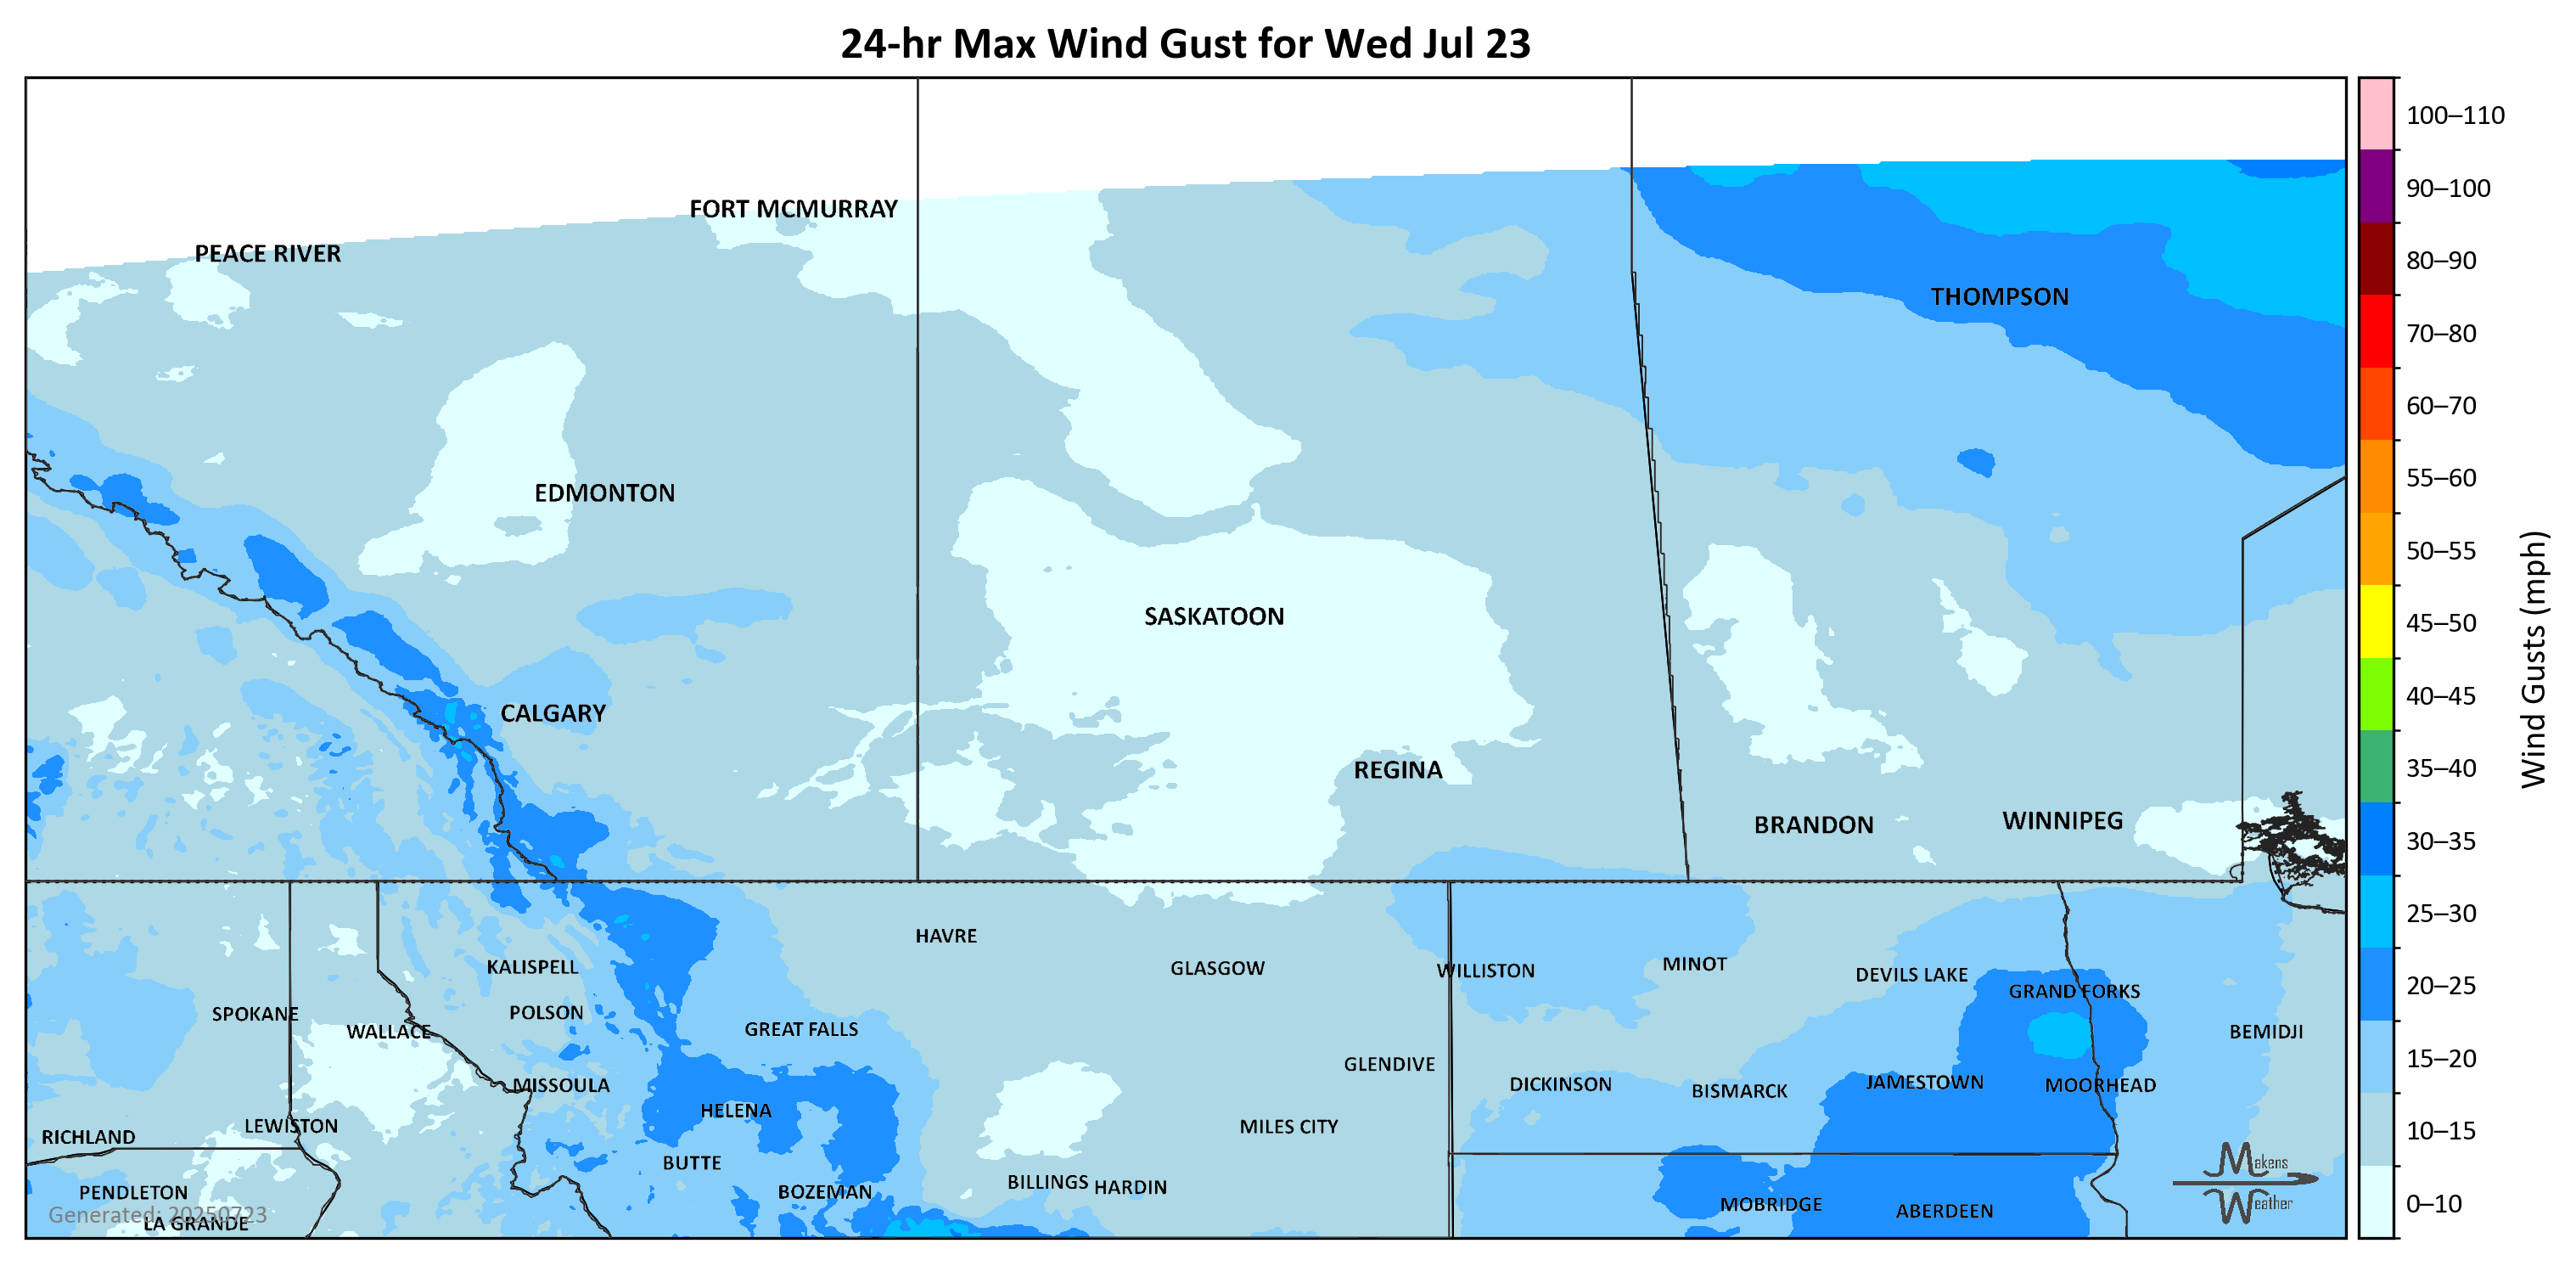 24-hr Max Wind Gust for Wed Jul 23
100–110
FORT MCMURRAY
90–100
PEACE RIVER
80–90
THOMPSON
70–80
60–70
EDMONTON
55–60
50–55
SASKATOON
45–50
CALGARY
40–45
REGINA
35–40
Wind Gusts (mph)
BRANDON
WINNIPEG
30–35
25–30
HAVRE
KALISPELL
GLASGOW
WILLISTON
MINOT
DEVILS LAKE
GRAND FORKS
20–25
SPOKANE
POLSON
WALLACE
GREAT FALLS
BEMIDJI
15–20
GLENDIVE
MISSOULA
DICKINSON
BISMARCK
JAMESTOWN
MOORHEAD
HELENA
LEWISTON
MILES CITY
RICHLAND
10–15
BUTTE
Makens
Weather
PENDLETON
BOZEMAN
BILLINGS
HARDIN
MOBRIDGE
ABERDEEN
0–10
Generated: 20250723
LA GRANDE